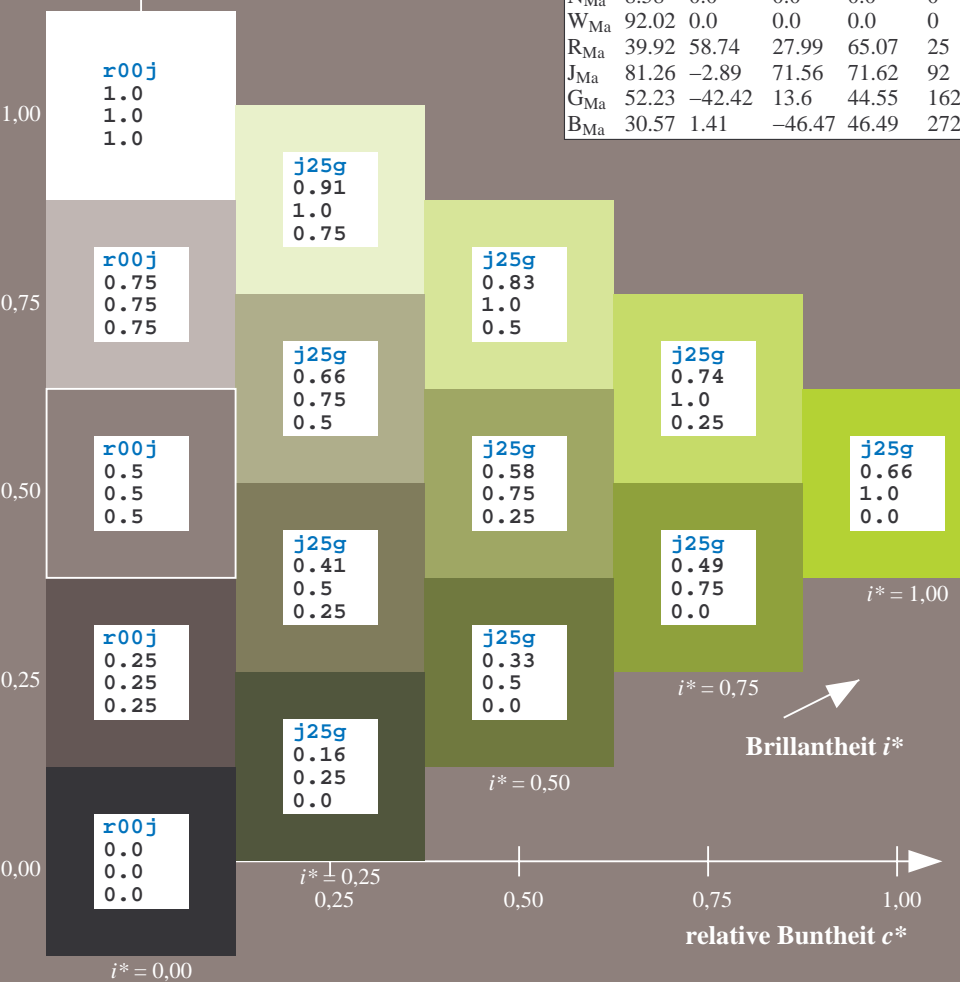 W_Ma 92.02 0.0 0.0 0.0 0
R_Ma 39.92 58.74 27.99 65.07 25
J_Ma 81.26 −2.89 71.56 71.62 92
G_Ma 52.23 −42.42 13.6 44.55 162
B_Ma 30.57 1.41 −46.47 46.49 272
1,00
r00j
1.0
1.0
1.0
j25g
0.91
1.0
0.75
0,75
r00j
0.75
0.75
0.75
j25g
0.83
1.0
0.5
j25g
0.66
0.75
0.5
j25g
0.74
1.0
0.25
0,50
r00j
0.5
0.5
0.5
j25g
0.58
0.75
0.25
j25g
0.66
1.0
0.0
j25g
0.41
0.5
0.25
j25g
0.49
0.75
0.0
i* = 1,00
0,25
r00j
0.25
0.25
0.25
j25g
0.33
0.5
0.0
i* = 0,75
j25g
0.16
0.25
0.0
Brillantheit i*
i* = 0,50
0,00
r00j
0.0
0.0
0.0
i* = 0,25
0,25
0,50
0,75
1,00
relative Buntheit c*
i* = 0,00